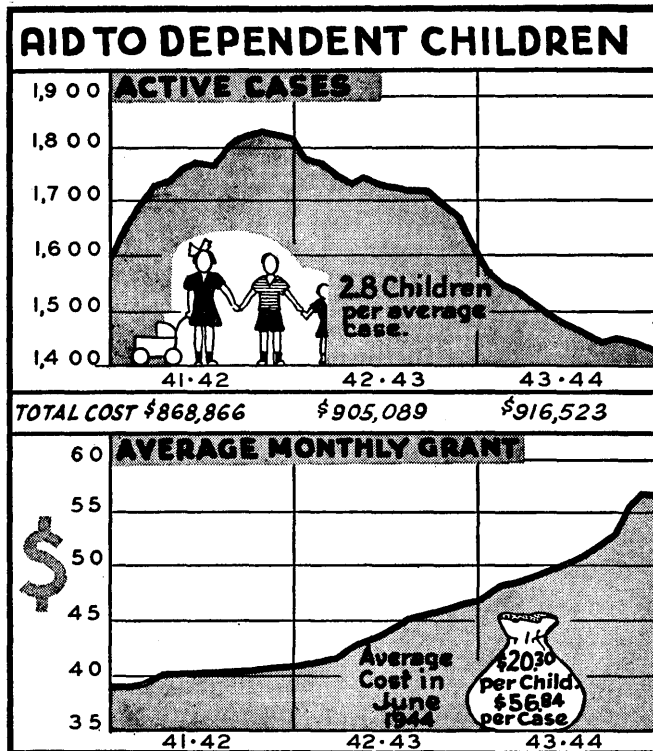 AID TO DEPENDENT CHILDREN
ACTIVE CASES
1,900
1,800
1,700
1,600
1,500
1,400
2.8 Children
per average
case.
41·42 42·43 43·44
TOTAL COST $868,866 $905,089 $916,523
AVERAGE MONTHLY GRANT
60
55
50
45
40
35
$
Average
Cost in
June
1944
$20.30
per Child.
$56.84
per Case
41·42 42·43 43·44